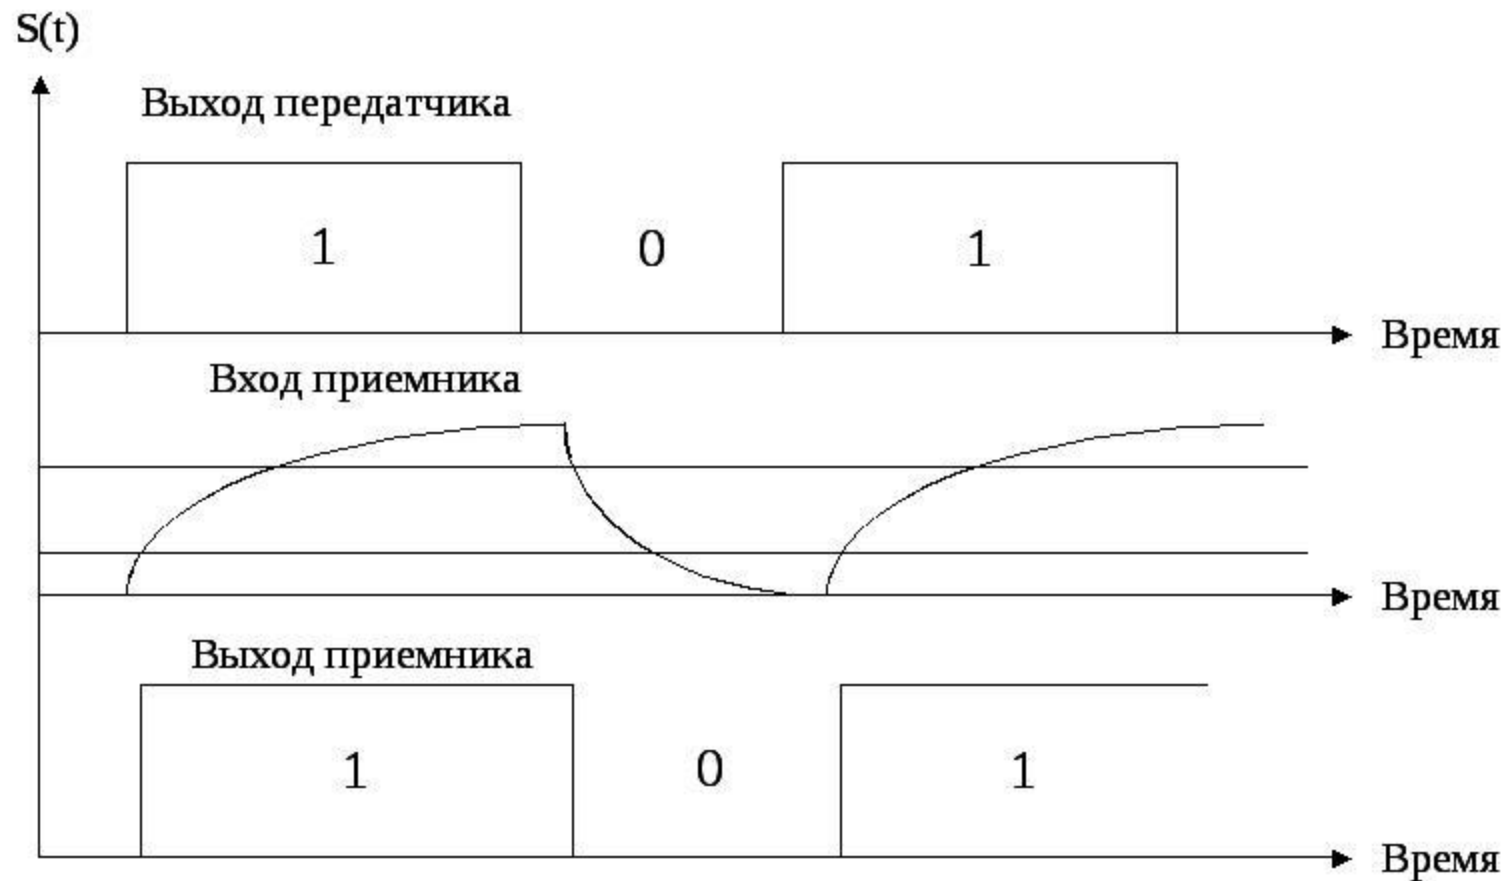 S(t)
Выход передатчика
1 0 1
Время
Вход приемника
Время
Выход приемника
1 0 1
Время